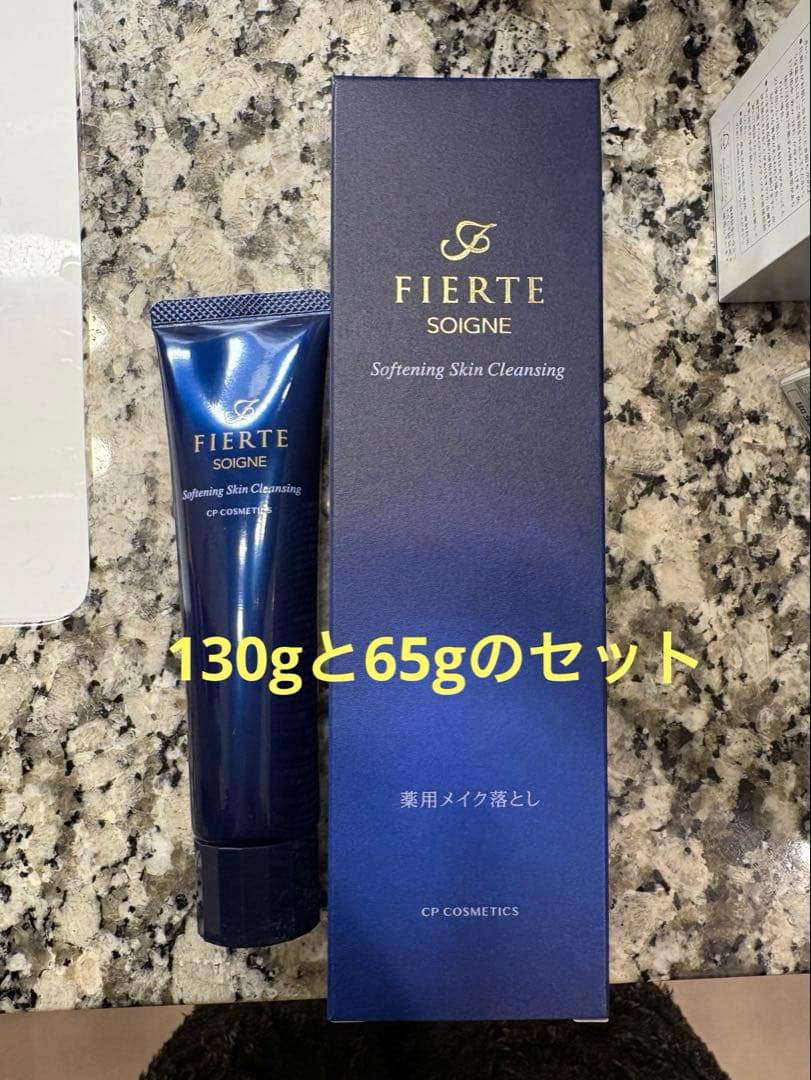 FIERTE
SOIGNE
Softening Skin Cleansing
薬用メイク落とし
CP COSMETICS
FIERTE
SOIGNE
Softening Skin Cleansing
CP COSMETICS
130gと65gのセット